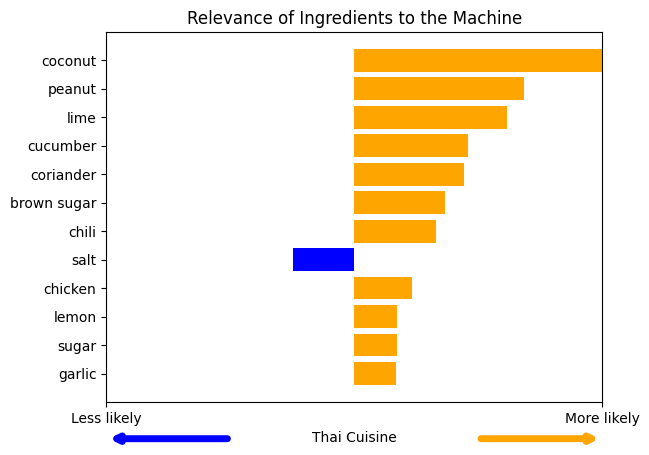 Relevance of Ingredients to the Machine
coconut
peanut
lime
cucumber
coriander
brown sugar
chili
salt
chicken
lemon
sugar
garlic
Less likely
More likely
Thai Cuisine